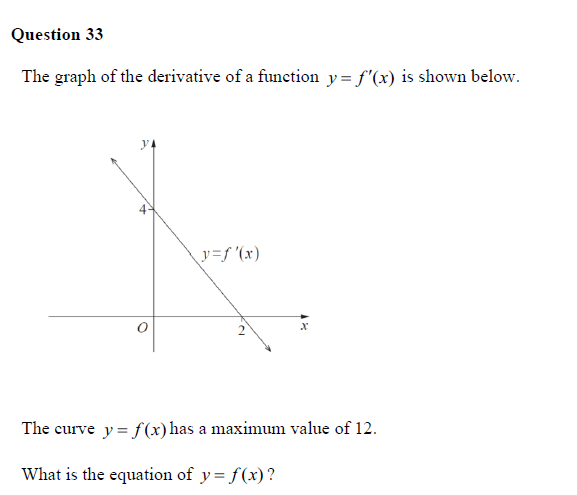 Question 33
The graph of the derivative of a function y = f'(x) is shown below.
y
4
y=f '(x)
O
2
x
The curve y = f(x) has a maximum value of 12.
What is the equation of y = f(x)?